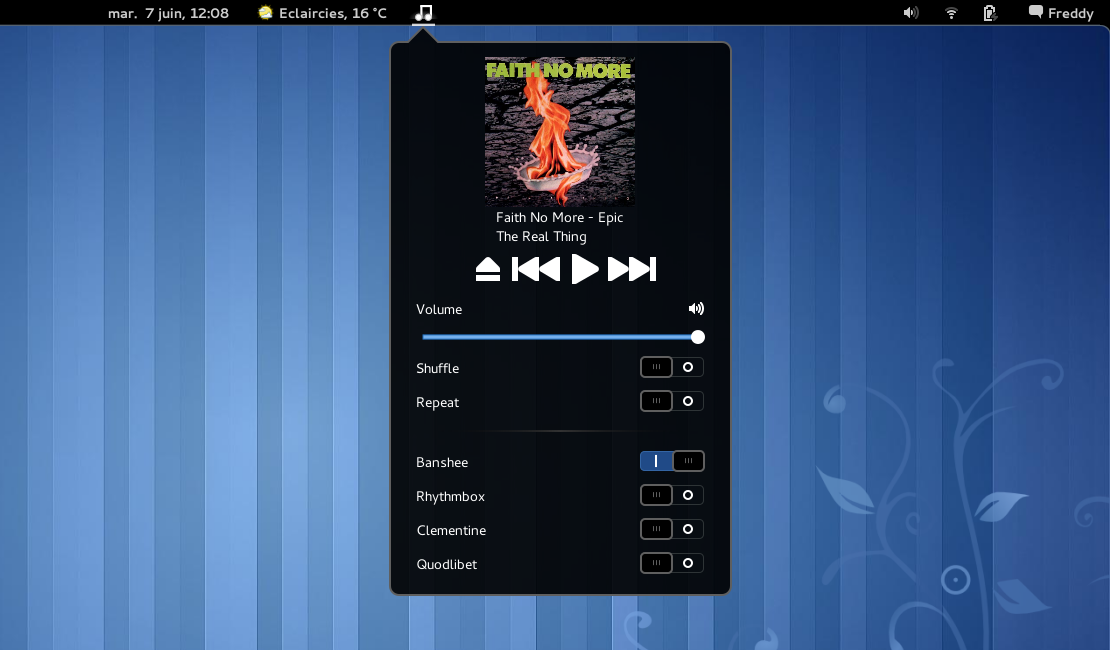 mar. 7 juin, 12:08 Eclaircies, 16 °C Freddy
FAITH NO MORE
Faith No More - Epic
The Real Thing
Volume
Shuffle
Repeat
Banshee
Rhythmbox
Clementine
Quodlibet